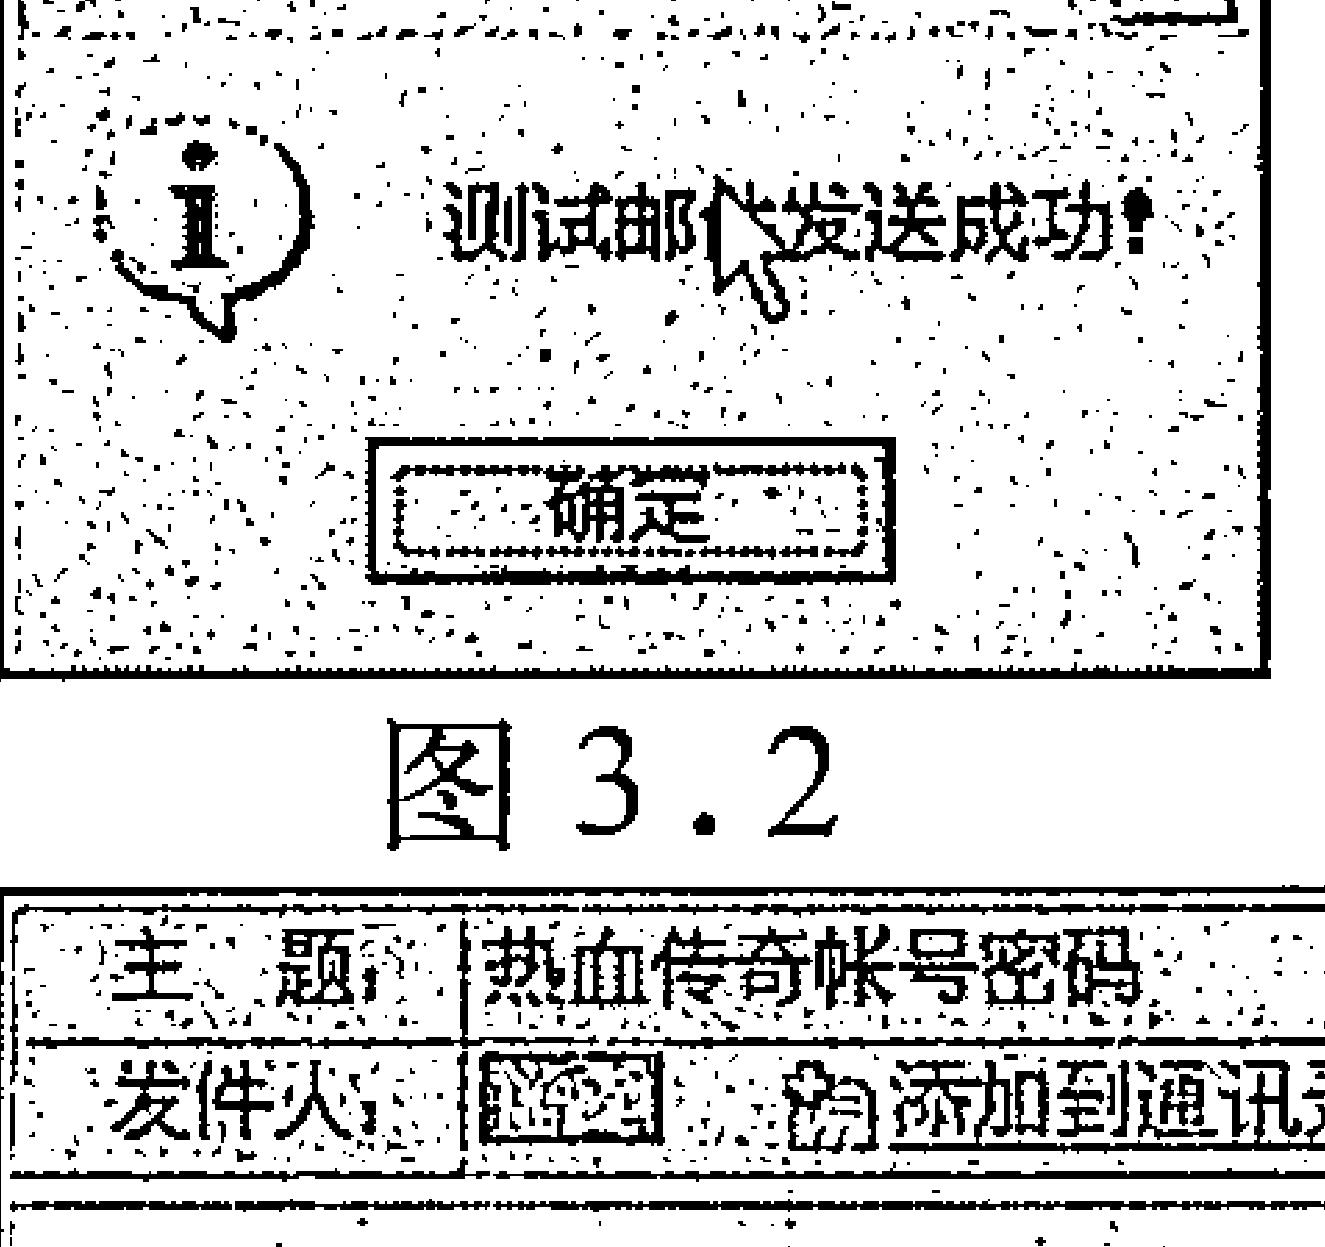 测试邮件发送成功!
确定
图 3.2
主 题: 热血传奇帐号密码
发件人: 添加到通讯